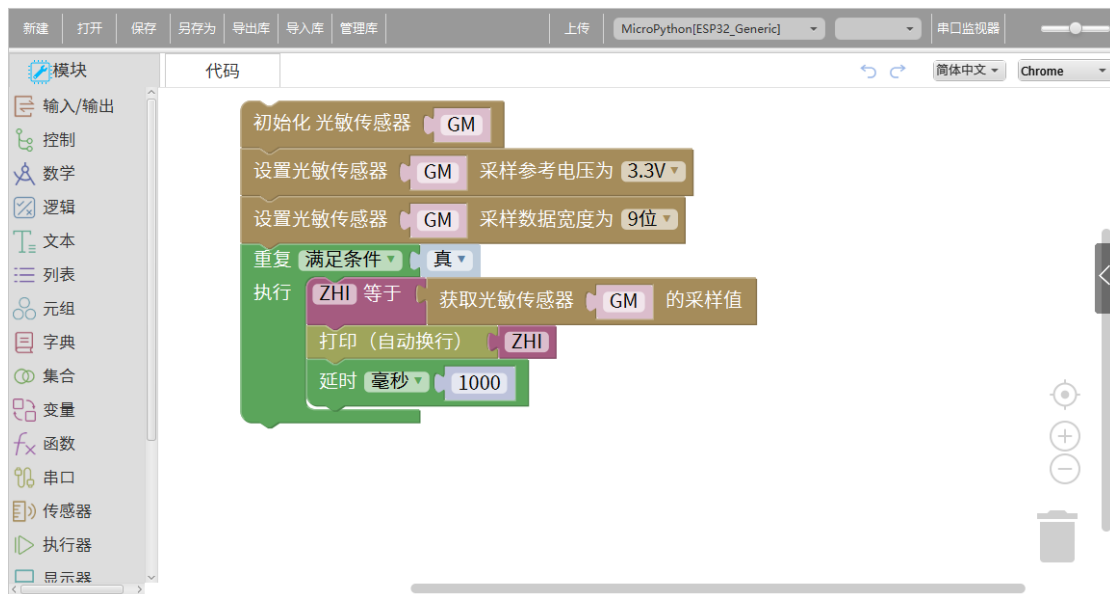 新建 打开 保存 另存为 导出库 导入库 管理库 上传 MicroPython[ESP32_Generic] 串口监视器
模块 代码 简体中文 Chrome
输入/输出
控制
数学
逻辑
文本
列表
元组
字典
集合
变量
函数
串口
传感器
执行器
显示器
初始化 光敏传感器 GM
设置光敏传感器 GM 采样参考电压为 3.3V
设置光敏传感器 GM 采样数据宽度为 9位
重复 满足条件 真
执行 ZHI 等于 获取光敏传感器 GM 的采样值
打印（自动换行） ZHI
延时 毫秒 1000